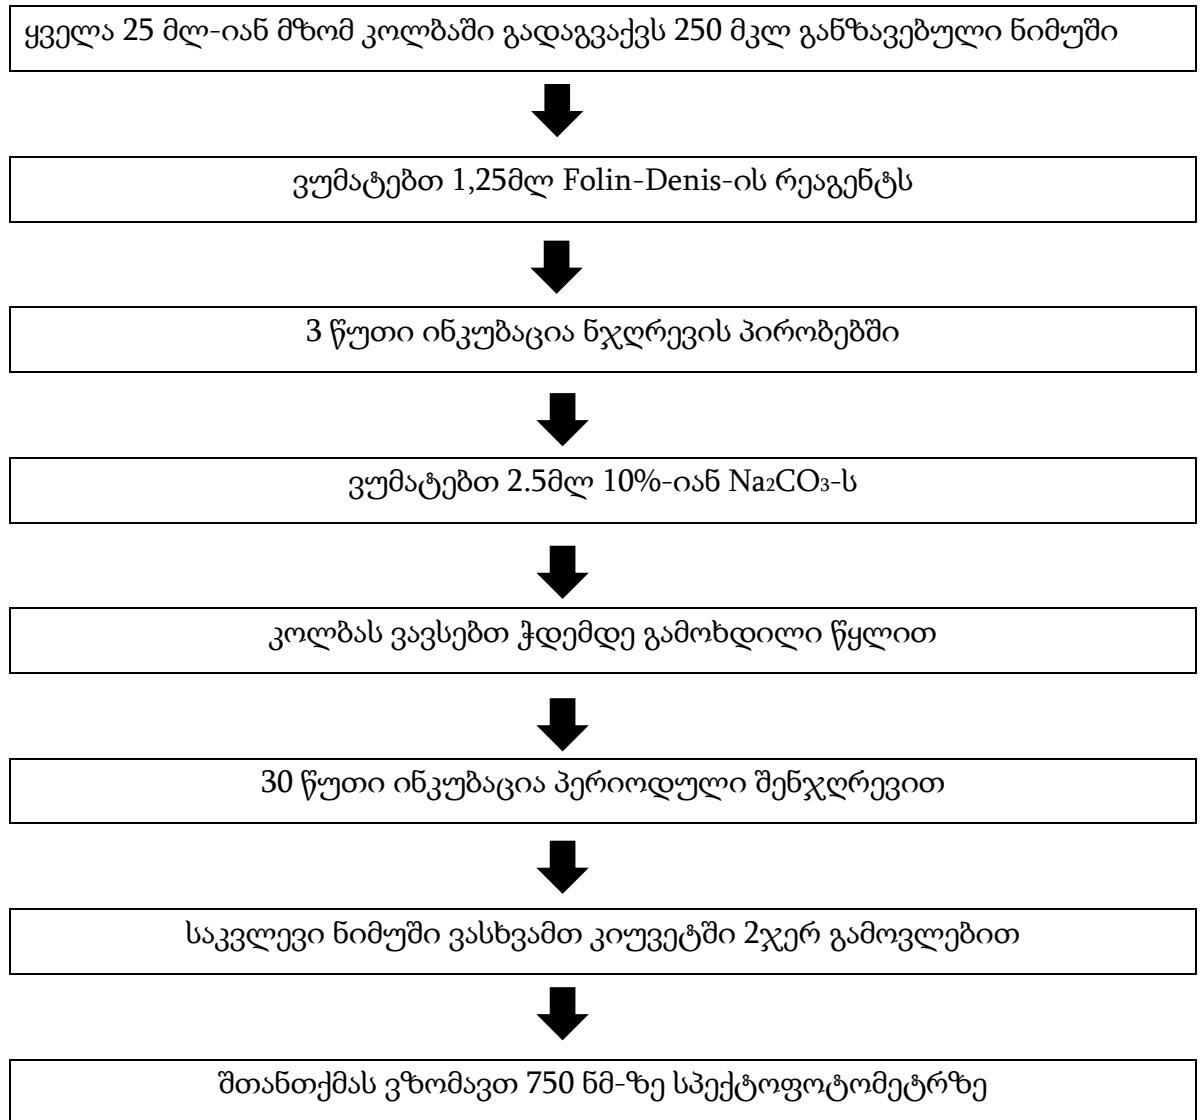 ყველა 25 მლ-იან მზომ კოლბაში გადაგვაქვს 250 მკლ განზავებული ნიმუში
ვუმატებთ 1,25მლ Folin-Denis-ის რეაგენტს
3 წუთი ინკუბაცია ნჯღრევის პირობებში
ვუმატებთ 2.5მლ 10%-იან Na₂CO₃-ს
კოლბას ვავსებთ ჭდემდე გამოხდილი წყლით
30 წუთი ინკუბაცია პერიოდული შენჯღრევით
საკვლევი ნიმუში ვასხვამთ კიუვეტში 2ჯერ გამოვლებით
შთანთქმას ვზომავთ 750 ნმ-ზე სპექტოფოტომეტრზე